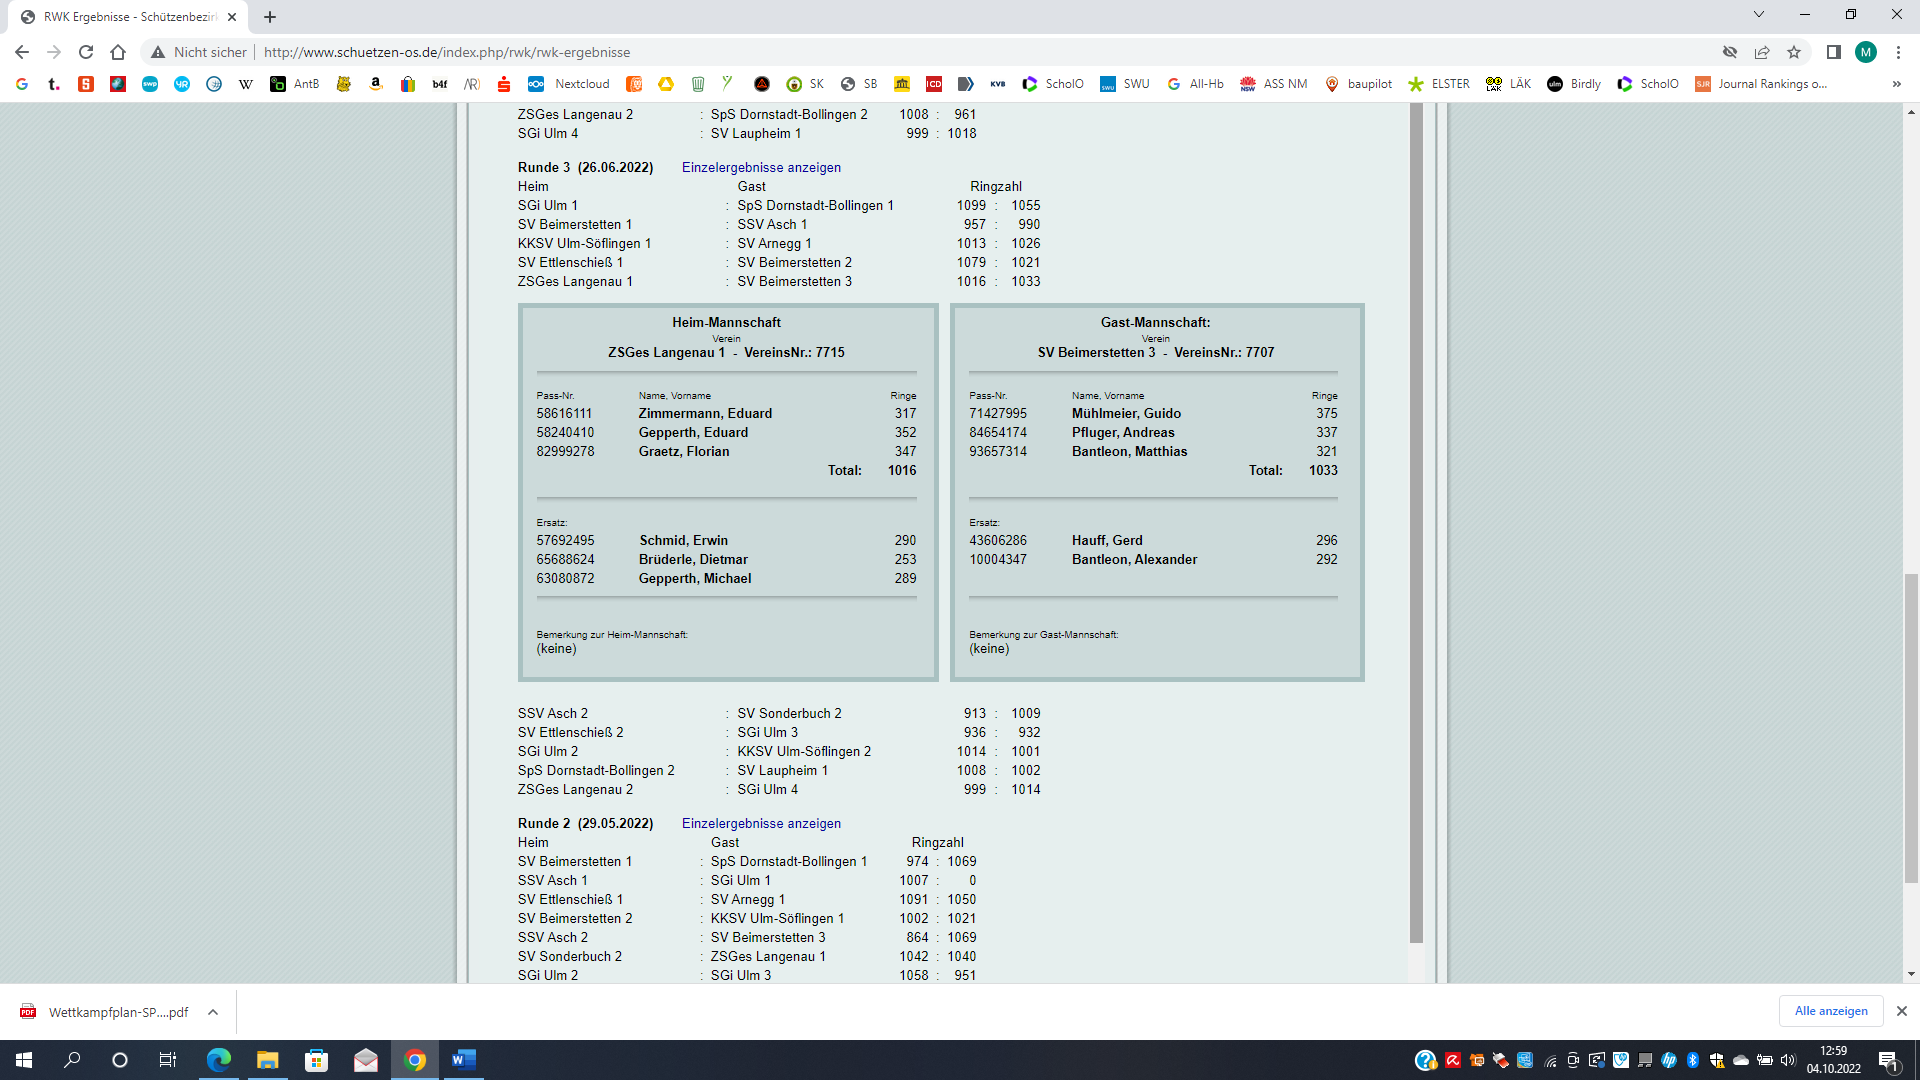 RWK Ergebnisse - Schützenbezirk
Nicht sicher | http://www.schuetzen-os.de/index.php/rwk/rwk-ergebnisse
M
G t. S swp YR W AntB a b4f AR) Nextcloud SK SB ICD KVB ScholO SWU All-Hb ASS NM baupilot ELSTER LÄK Birdly ScholO SJR Journal Rankings o... »
ZSGes Langenau 2 : SpS Dornstadt-Bollingen 2 1008 : 961
SGi Ulm 4 : SV Laupheim 1 999 : 1018
Runde 3 (26.06.2022) Einzelergebnisse anzeigen
Heim Gast Ringzahl
SGi Ulm 1 : SpS Dornstadt-Bollingen 1 1099 : 1055
SV Beimerstetten 1 : SSV Asch 1 957 : 990
KKSV Ulm-Söflingen 1 : SV Arnegg 1 1013 : 1026
SV Ettlenschieß 1 : SV Beimerstetten 2 1079 : 1021
ZSGes Langenau 1 : SV Beimerstetten 3 1016 : 1033
Heim-Mannschaft
Verein
ZSGes Langenau 1 - VereinsNr.: 7715
Pass-Nr. Name, Vorname Ringe
58616111 Zimmermann, Eduard 317
58240410 Gepperth, Eduard 352
82999278 Graetz, Florian 347
Total: 1016
Ersatz:
57692495 Schmid, Erwin 290
65688624 Brüderle, Dietmar 253
63080872 Gepperth, Michael 289
Bemerkung zur Heim-Mannschaft:
(keine)
Gast-Mannschaft:
Verein
SV Beimerstetten 3 - VereinsNr.: 7707
Pass-Nr. Name, Vorname Ringe
71427995 Mühlmeier, Guido 375
84654174 Pfluger, Andreas 337
93657314 Bantleon, Matthias 321
Total: 1033
Ersatz:
43606286 Hauff, Gerd 296
10004347 Bantleon, Alexander 292
Bemerkung zur Gast-Mannschaft:
(keine)
SSV Asch 2 : SV Sonderbuch 2 913 : 1009
SV Ettlenschieß 2 : SGi Ulm 3 936 : 932
SGi Ulm 2 : KKSV Ulm-Söflingen 2 1014 : 1001
SpS Dornstadt-Bollingen 2 : SV Laupheim 1 1008 : 1002
ZSGes Langenau 2 : SGi Ulm 4 999 : 1014
Runde 2 (29.05.2022) Einzelergebnisse anzeigen
Heim Gast Ringzahl
SV Beimerstetten 1 : SpS Dornstadt-Bollingen 1 974 : 1069
SSV Asch 1 : SGi Ulm 1 1007 : 0
SV Ettlenschieß 1 : SV Arnegg 1 1091 : 1050
SV Beimerstetten 2 : KKSV Ulm-Söflingen 1 1002 : 1021
SSV Asch 2 : SV Beimerstetten 3 864 : 1069
SV Sonderbuch 2 : ZSGes Langenau 1 1042 : 1040
SGi Ulm 2 : SGi Ulm 3 1058 : 951
PDF Wettkampfplan-SP....pdf
Alle anzeigen
12:59
04.10.2022
1